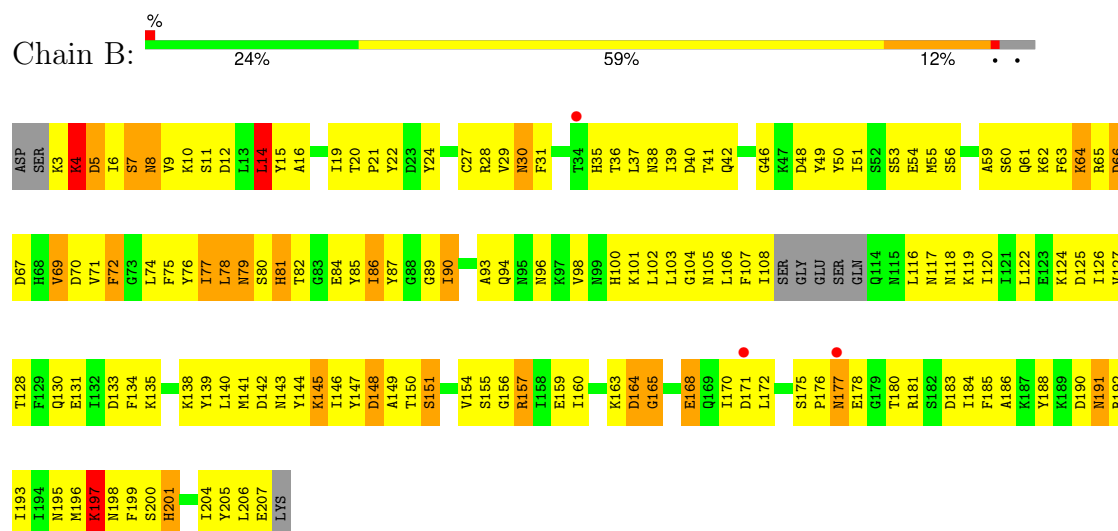 %
Chain B:
24% 59% 12% • •
ASP SER K3 K4 D5 I6 S7 N8 V9 K10 S11 D12 L13 L14 Y15 A16 I19 T20 P21 Y22 D23 Y24 C27 R28 V29 N30 F31 T34 H35 T36 L37 N38 I39 D40 T41 Q42 G46 K47 D48 Y49 Y50 I51 S52 S53 E54 M55 S56 A59 S60 Q61 K62 F63 K64 R65 D66
D67 H68 V69 D70 V71 F72 G73 L74 F75 Y76 I77 L78 N79 S80 H81 T82 G83 E84 Y85 I86 Y87 G88 G89 I90 A93 Q94 N95 N96 K97 V98 N99 H100 K101 L102 L103 G104 N105 L106 F107 I108 SER GLY GLU SER GLN Q114 N115 L116 N117 N118 K119 I120 I121 L122 E123 K124 D125 I126 V127
T128 F129 Q130 E131 I132 D133 F134 K135 K138 Y139 L140 M141 D142 N143 Y144 K145 I146 Y147 D148 A149 T150 S151 V154 S155 G156 R157 I158 E159 I160 K163 D164 G165 E168 Q169 I170 D171 L172 S175 P176 N177 E178 G179 T180 R181 S182 D183 I184 F185 A186 K187 Y188 K189 D190 N191 R192
I193 I194 N195 M196 K197 N198 F199 S200 H201 I204 Y205 L206 E207 LYS